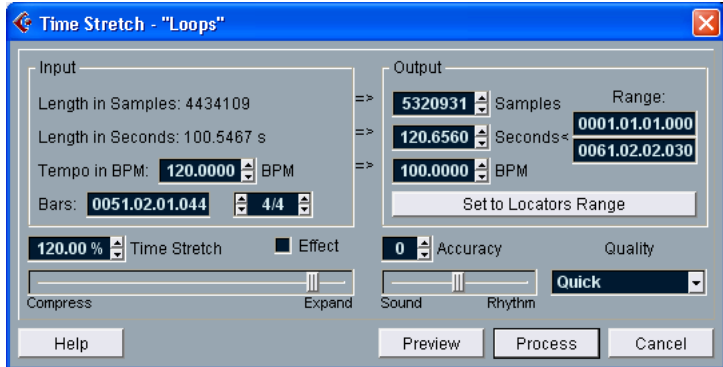 Time Stretch - "Loops"
Input
Length in Samples: 4434109
=>
Length in Seconds: 100.5467 s
=>
Tempo in BPM: 120.0000 BPM
=>
Bars: 0051.02.01.044 4/4
Output
5320931 Samples
Range:
0001.01.01.000
120.6560 Seconds<
0061.02.02.030
100.0000 BPM
Set to Locators Range
120.00 % Time Stretch
Effect
Compress
Expand
0 Accuracy
Quality
Sound
Rhythm
Quick
Help
Preview
Process
Cancel